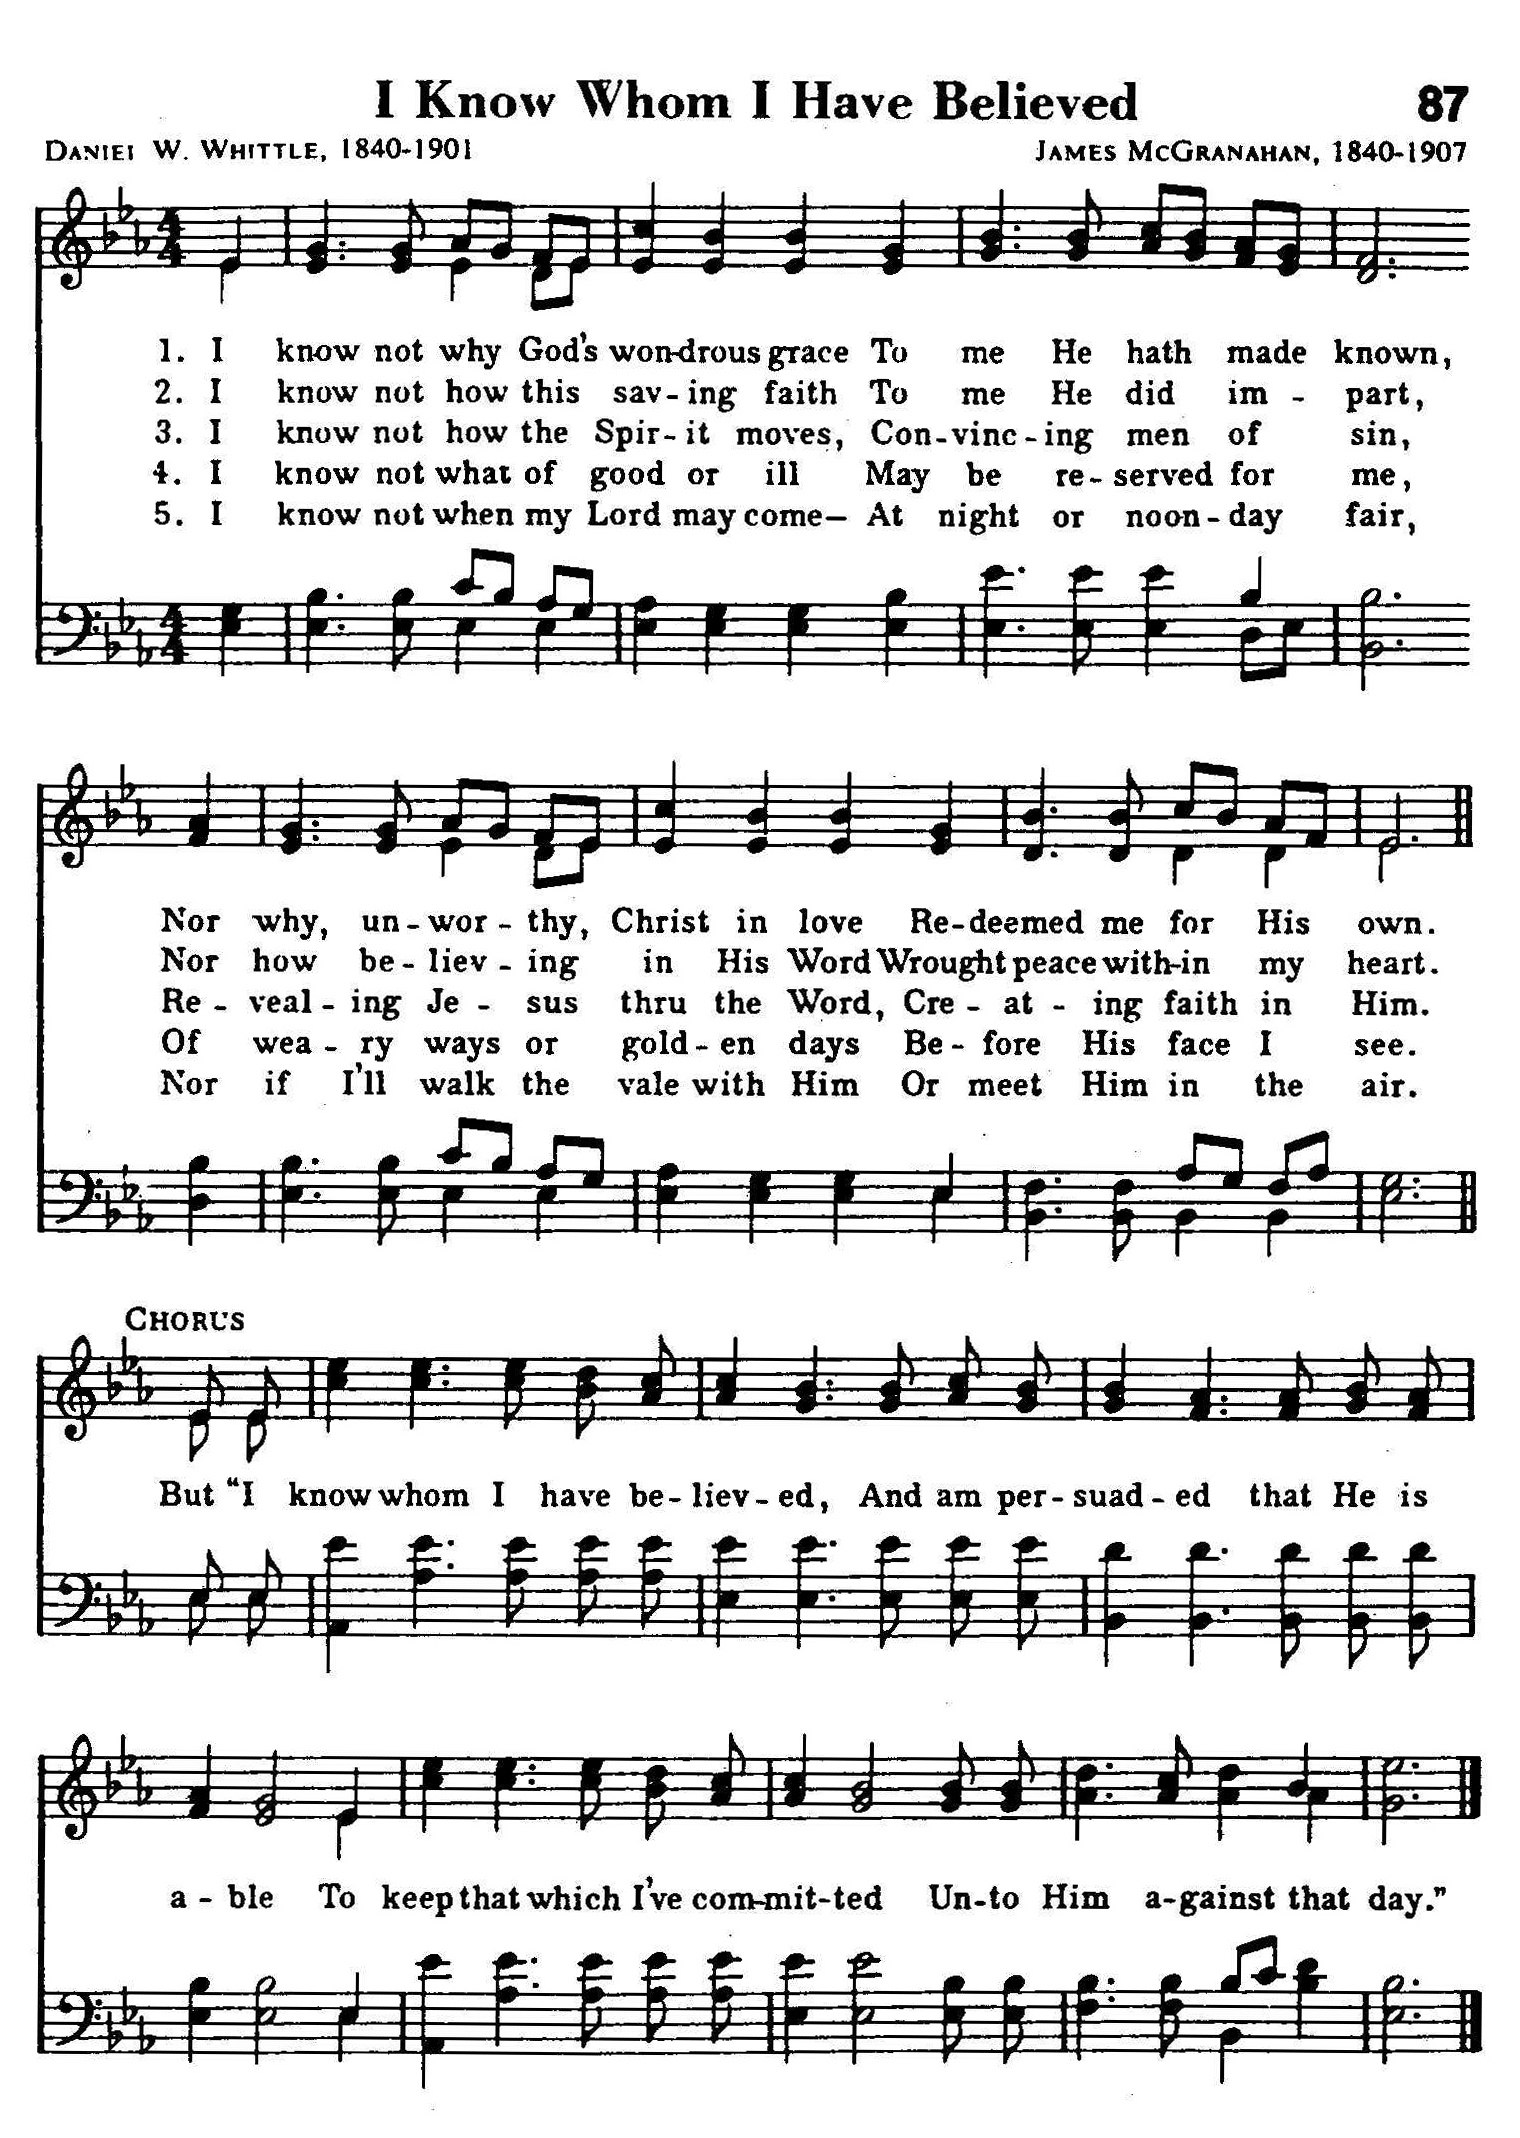 I Know Whom I Have Believed 87
DANIEl W. WHITTLE, 1840-1901 JAMES MCGRANAHAN, 1840-1907
1. I know not why God's won-drous grace To me He hath made known,
2. I know not how this sav-ing faith To me He did im - part,
3. I know not how the Spir-it moves, Con-vinc-ing men of sin,
4. I know not what of good or ill May be re-served for me,
5. I know not when my Lord may come— At night or noon-day fair,
Nor why, un-wor-thy, Christ in love Re-deemed me for His own.
Nor how be-liev-ing in His Word Wrought peace with-in my heart.
Re-veal-ing Je-sus thru the Word, Cre-at-ing faith in Him.
Of wea-ry ways or gold-en days Be-fore His face I see.
Nor if I'll walk the vale with Him Or meet Him in the air.
CHORUS
But "I know whom I have be-liev-ed, And am per-suad-ed that He is
a-ble To keep that which I've com-mit-ted Un-to Him a-gainst that day."